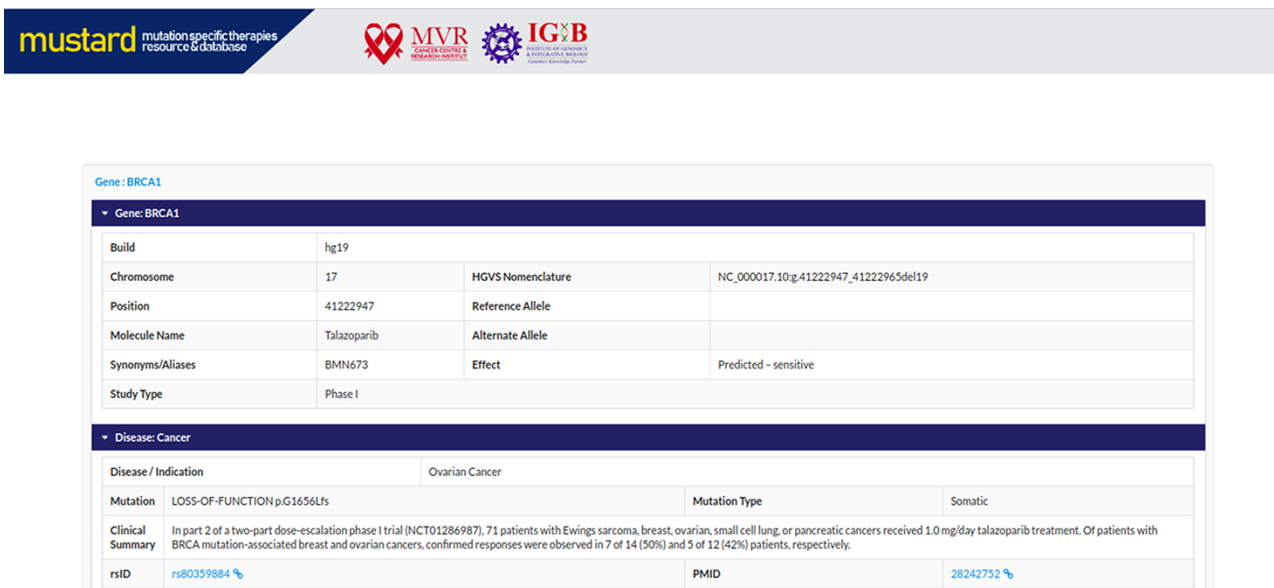 mustard mutation specific therapies
resource & database
MVR
CANCER CENTRE &
RESEARCH INSTITUT
IGIB
INSTITUTE OF GENOMICS
& INTEGRATIVE BIOLOGY
Genomics Knowledge Partner
Gene : BRCA1
Gene: BRCA1
Build hg19
Chromosome 17 HGVS Nomenclature NC_000017.10:g.41222947_41222965del19
Position 41222947 Reference Allele
Molecule Name Talazoparib Alternate Allele
Synonyms/Aliases BMN673 Effect Predicted – sensitive
Study Type Phase I
Disease: Cancer
Disease / Indication Ovarian Cancer
Mutation LOSS-OF-FUNCTION p.G1656Lfs Mutation Type Somatic
Clinical Summary In part 2 of a two-part dose-escalation phase I trial (NCT01286987), 71 patients with Ewings sarcoma, breast, ovarian, small cell lung, or pancreatic cancers received 1.0 mg/day talazoparib treatment. Of patients with
BRCA mutation-associated breast and ovarian cancers, confirmed responses were observed in 7 of 14 (50%) and 5 of 12 (42%) patients, respectively.
rsID rs80359884 PMID 28242752